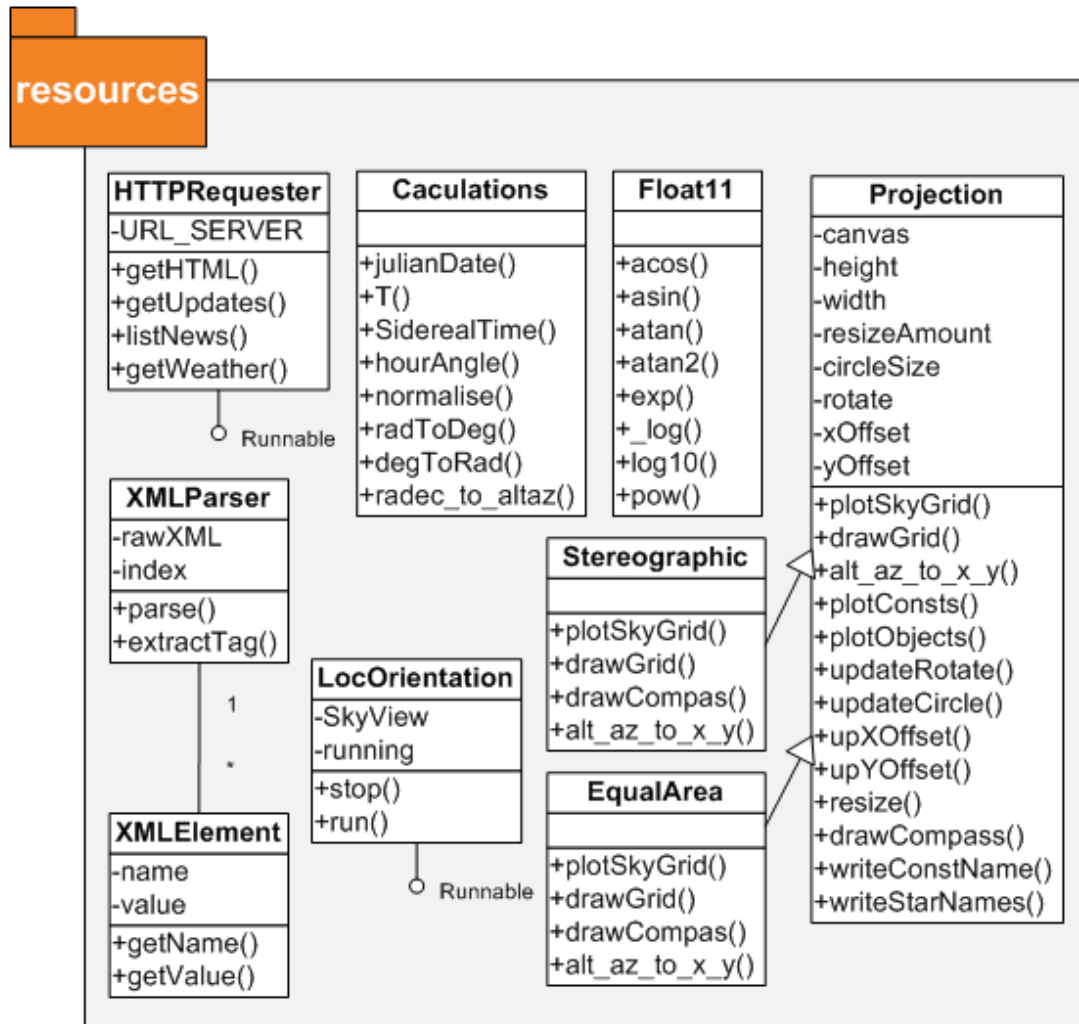 resources
HTTPRequester
-URL_SERVER
+getHTML()
+getUpdates()
+listNews()
+getWeather()
Runnable
Caculations
+julianDate()
+T()
+SiderealTime()
+hourAngle()
+normalise()
+radToDeg()
+degToRad()
+radec_to_altaz()
Float11
+acos()
+asin()
+atan()
+atan2()
+exp()
+_log()
+log10()
+pow()
Projection
-canvas
-height
-width
-resizeAmount
-circleSize
-rotate
-xOffset
-yOffset
+plotSkyGrid()
+drawGrid()
+alt_az_to_x_y()
+plotConsts()
+plotObjects()
+updateRotate()
+updateCircle()
+upXOffset()
+upYOffset()
+resize()
+drawCompass()
+writeConstName()
+writeStarNames()
XMLParser
-rawXML
-index
+parse()
+extractTag()
1
*
XMLElement
-name
-value
+getName()
+getValue()
LocOrientation
-SkyView
-running
+stop()
+run()
Runnable
Stereographic
+plotSkyGrid()
+drawGrid()
+drawCompas()
+alt_az_to_x_y()
EqualArea
+plotSkyGrid()
+drawGrid()
+drawCompas()
+alt_az_to_x_y()